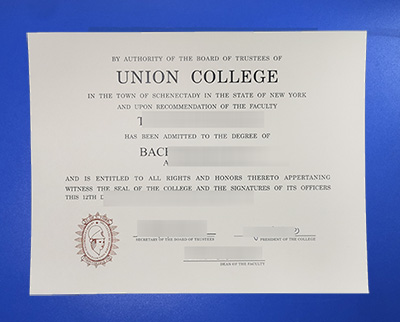 BY AUTHORITY OF THE BOARD OF TRUSTEES OF
UNION COLLEGE
IN THE TOWN OF SCHENECTADY IN THE STATE OF NEW YORK
AND UPON RECOMMENDATION OF THE FACULTY
T
HAS BEEN ADMITTED TO THE DEGREE OF
BACI
A
AND IS ENTITLED TO ALL RIGHTS AND HONORS THERETO APPERTAINING
WITNESS THE SEAL OF THE COLLEGE AND THE SIGNATURES OF ITS OFFICERS
THIS 12TH
SECRETARY OF THE BOARD OF TRUSTEES
PRESIDENT OF THE COLLEGE
DEAN OF THE FACULTY